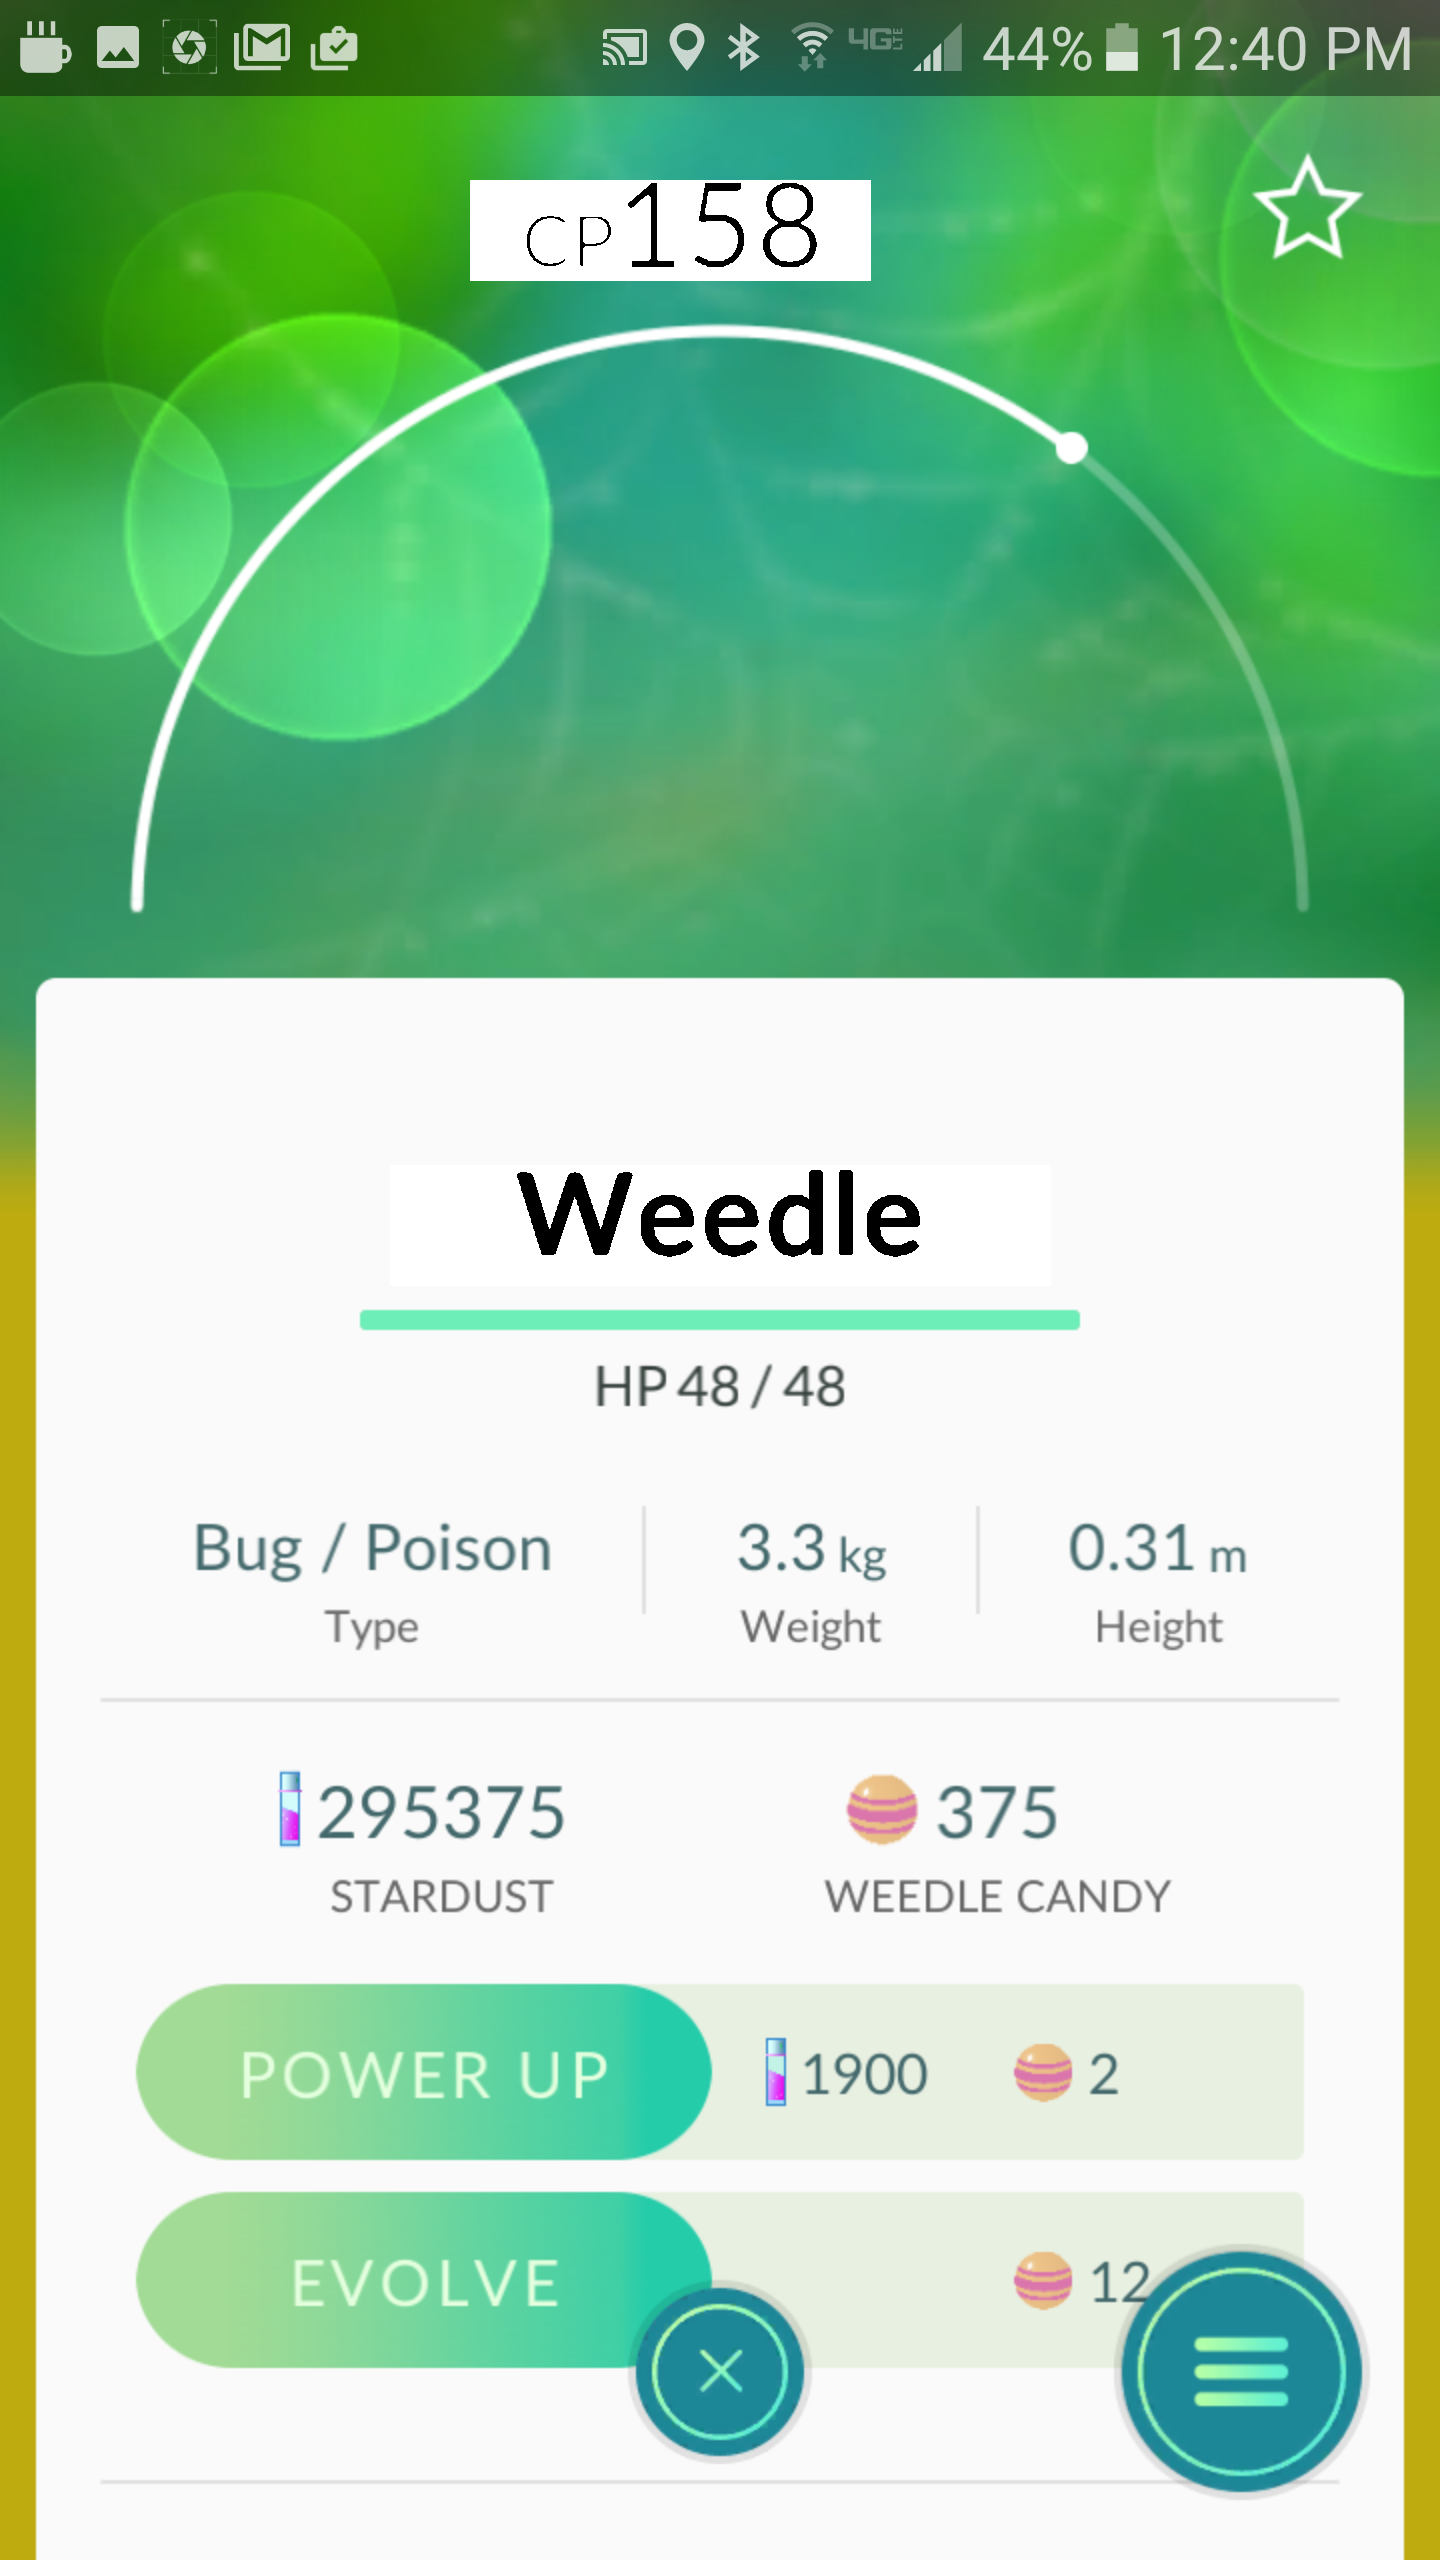 4G LTE 44% 12:40 PM
CP158
Weedle
HP 48 / 48
Bug / Poison 3.3 kg 0.31 m
Type Weight Height
295375 375
STARDUST WEEDLE CANDY
POWER UP 1900 2
EVOLVE 12